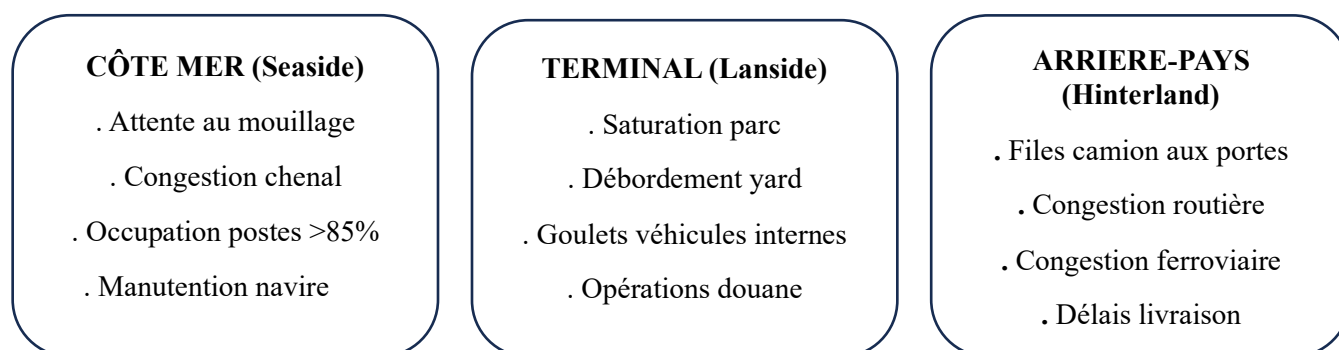 CÔTE MER (Seaside)
. Attente au mouillage
. Congestion chenal
. Occupation postes >85%
. Manutention navire
TERMINAL (Lanside)
. Saturation parc
. Débordement yard
. Goulets véhicules internes
. Opérations douane
ARRIERE-PAYS
(Hinterland)
. Files camion aux portes
. Congestion routière
. Congestion ferroviaire
. Délais livraison